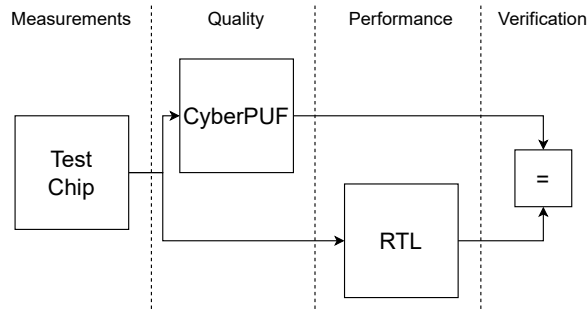 Measurements
Quality
Performance
Verification
CyberPUF
Test
Chip
=
RTL